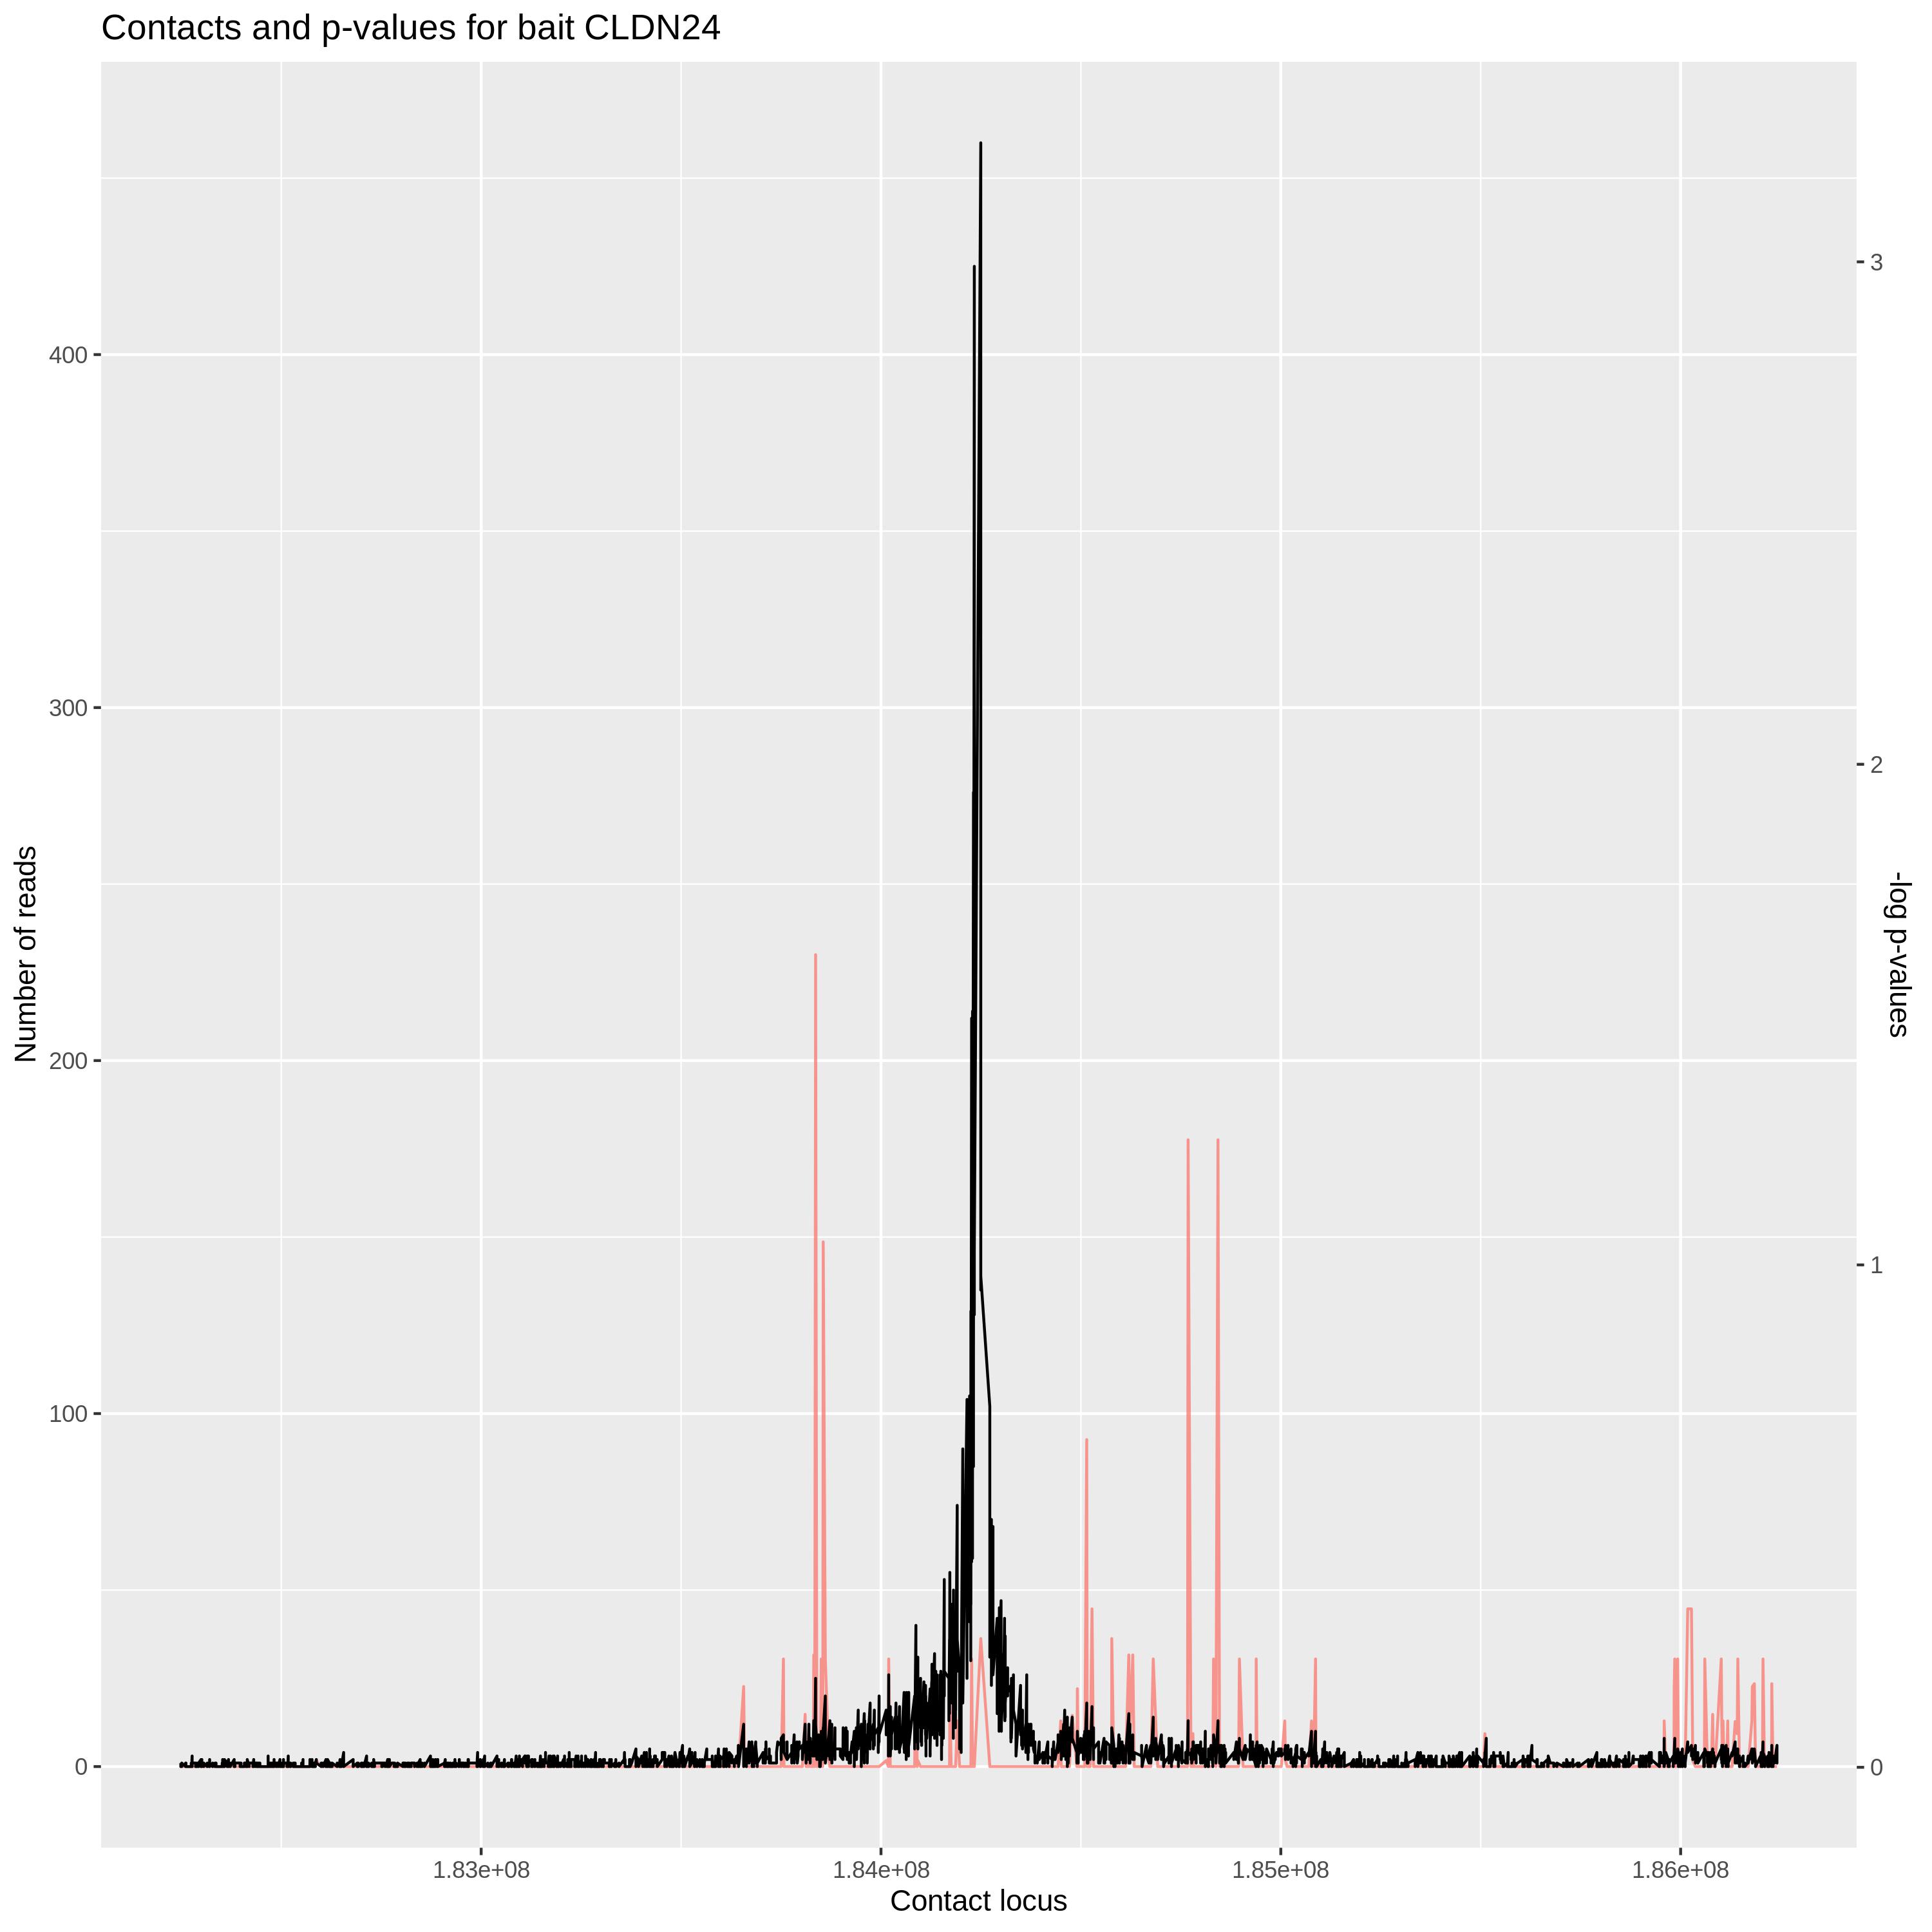 Contacts and p-values for bait CLDN24
Number of reads
400
300
200
100
0
3
2
1
0
-log p-values
1.83e+08
1.84e+08
1.85e+08
1.86e+08
Contact locus